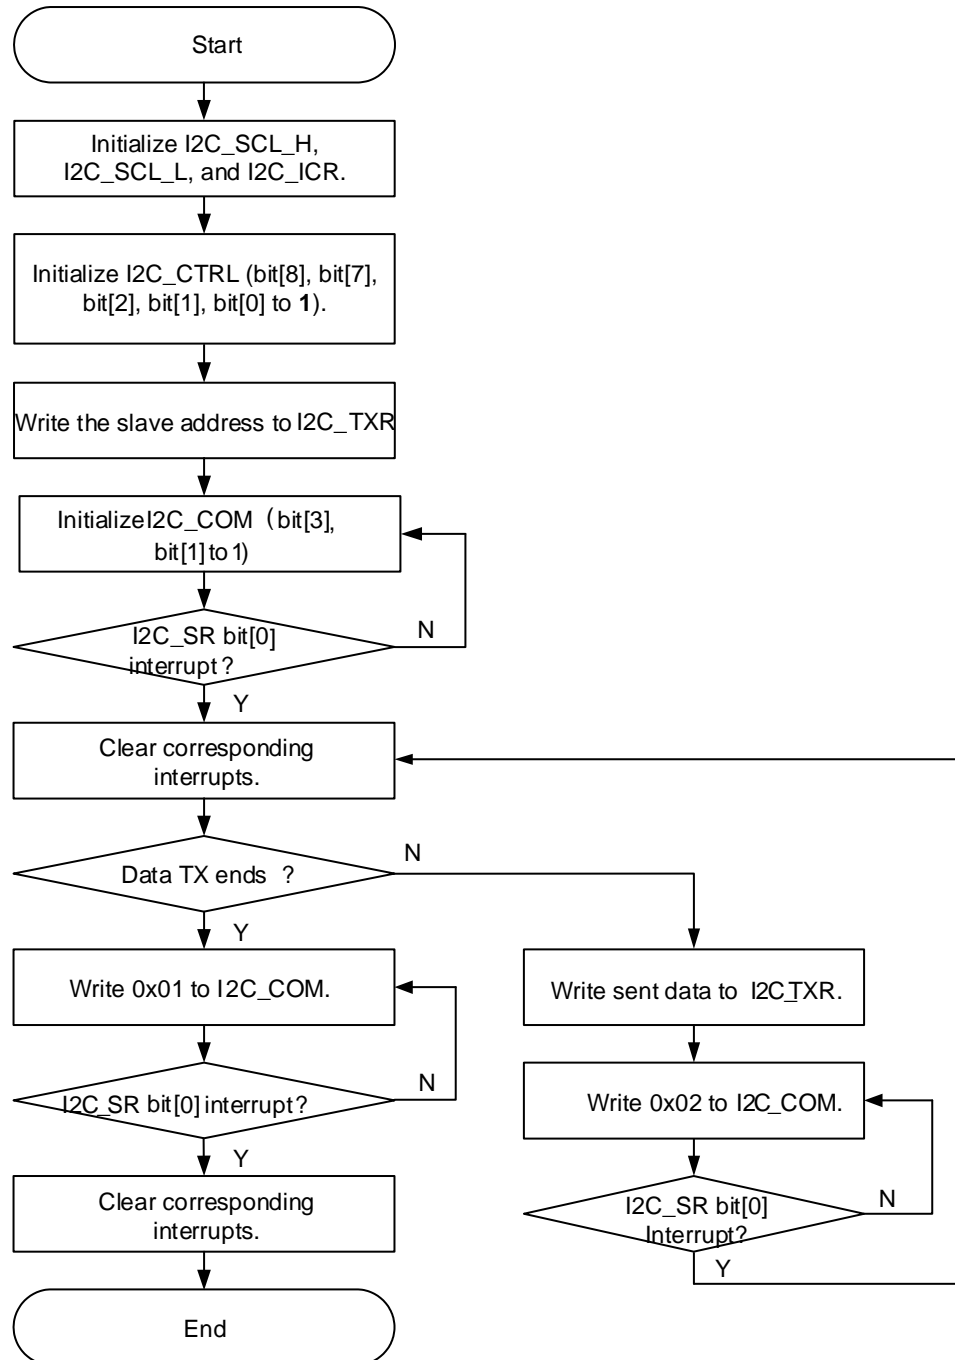 Start
Initialize I2C_SCL_H,
I2C_SCL_L, and I2C_ICR.
Initialize I2C_CTRL (bit[8], bit[7],
bit[2], bit[1], bit[0] to 1).
Write the slave address to I2C_TXR
Initialize I2C_COM （bit[3],
bit[1] to 1)
I2C_SR bit[0]
interrupt ?
N
Y
Clear corresponding
interrupts.
Data TX ends ?
N
Y
Write 0x01 to I2C_COM.
I2C_SR bit[0] interrupt?
N
Y
Clear corresponding
interrupts.
End
Write sent data to I2C_TXR.
Write 0x02 to I2C_COM.
I2C_SR bit[0]
Interrupt?
N
Y